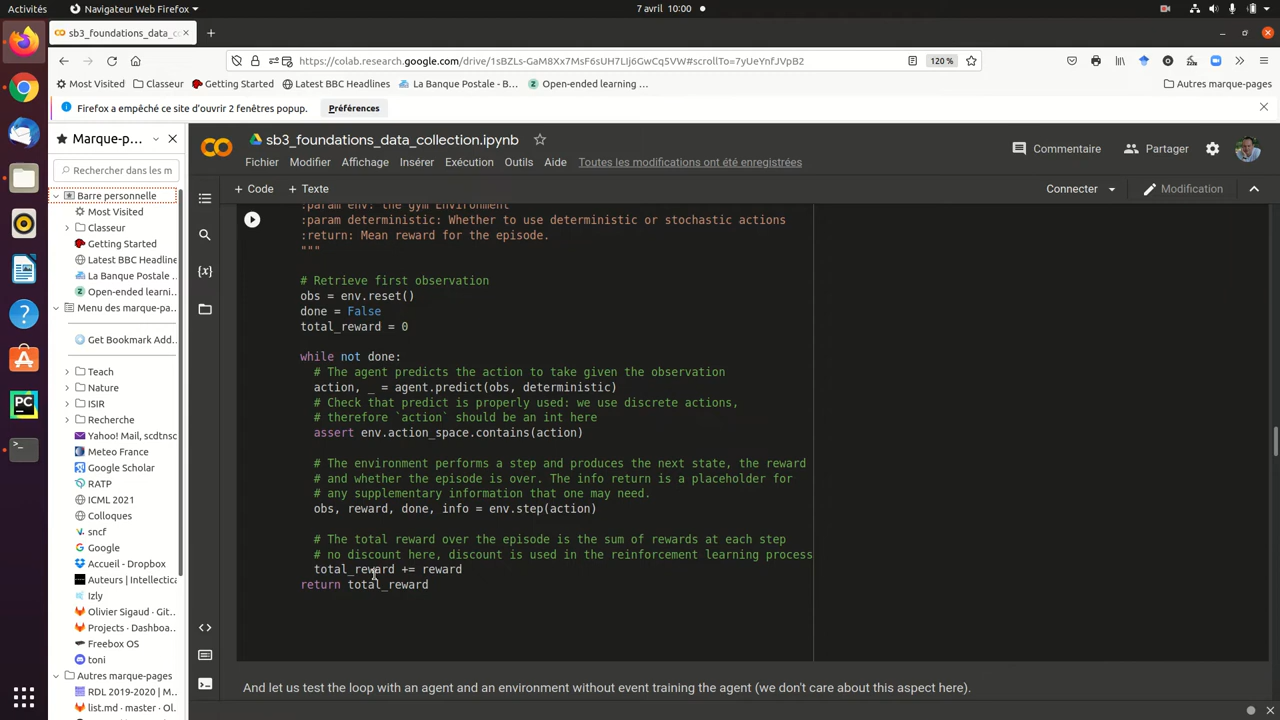 Activités
Navigateur Web Firefox
7 avril 10:00
sb3_foundations_data_c
https://colab.research.google.com/drive/1sBZLs-GaM8Xx7MsF6sUH7LIj6GwCq5VW#scrollTo=7yUeYnfJVpB2
120 %
Most Visited
Classeur
Getting Started
Latest BBC Headlines
La Banque Postale - B…
Open-ended learning …
Autres marque-pages
Firefox a empêché ce site d'ouvrir 2 fenêtres popup.
Préférences
Marque-p…
Rechercher dans les m
Barre personnelle
Most Visited
Classeur
Getting Started
Latest BBC Headline
La Banque Postale …
Open-ended learni…
Menu des marque-pa…
Get Bookmark Add…
Teach
Nature
ISIR
Recherche
Yahoo! Mail, scdtnsc
Meteo France
Google Scholar
RATP
ICML 2021
Colloques
sncf
Google
Accueil - Dropbox
Auteurs | Intellectica
Izly
Olivier Sigaud · Git…
Projects · Dashboa…
Freebox OS
toni
Autres marque-pages
RDL 2019-2020 | M…
list.md · master · Ol…
sb3_foundations_data_collection.ipynb
Commentaire
Partager
Fichier
Modifier
Affichage
Insérer
Exécution
Outils
Aide
Toutes les modifications ont été enregistrées
+ Code
+ Texte
Connecter
Modification
:param env: the gym Environment
:param deterministic: Whether to use deterministic or stochastic actions
:return: Mean reward for the episode.
"""
# Retrieve first observation
obs = env.reset()
done = False
total_reward = 0
while not done:
# The agent predicts the action to take given the observation
action, _ = agent.predict(obs, deterministic)
# Check that predict is properly used: we use discrete actions,
# therefore `action` should be an int here
assert env.action_space.contains(action)
# The environment performs a step and produces the next state, the reward
# and whether the episode is over. The info return is a placeholder for
# any supplementary information that one may need.
obs, reward, done, info = env.step(action)
# The total reward over the episode is the sum of rewards at each step
# no discount here, discount is used in the reinforcement learning process
total_reward += reward
return total_reward
And let us test the loop with an agent and an environment without event training the agent (we don't care about this aspect here).